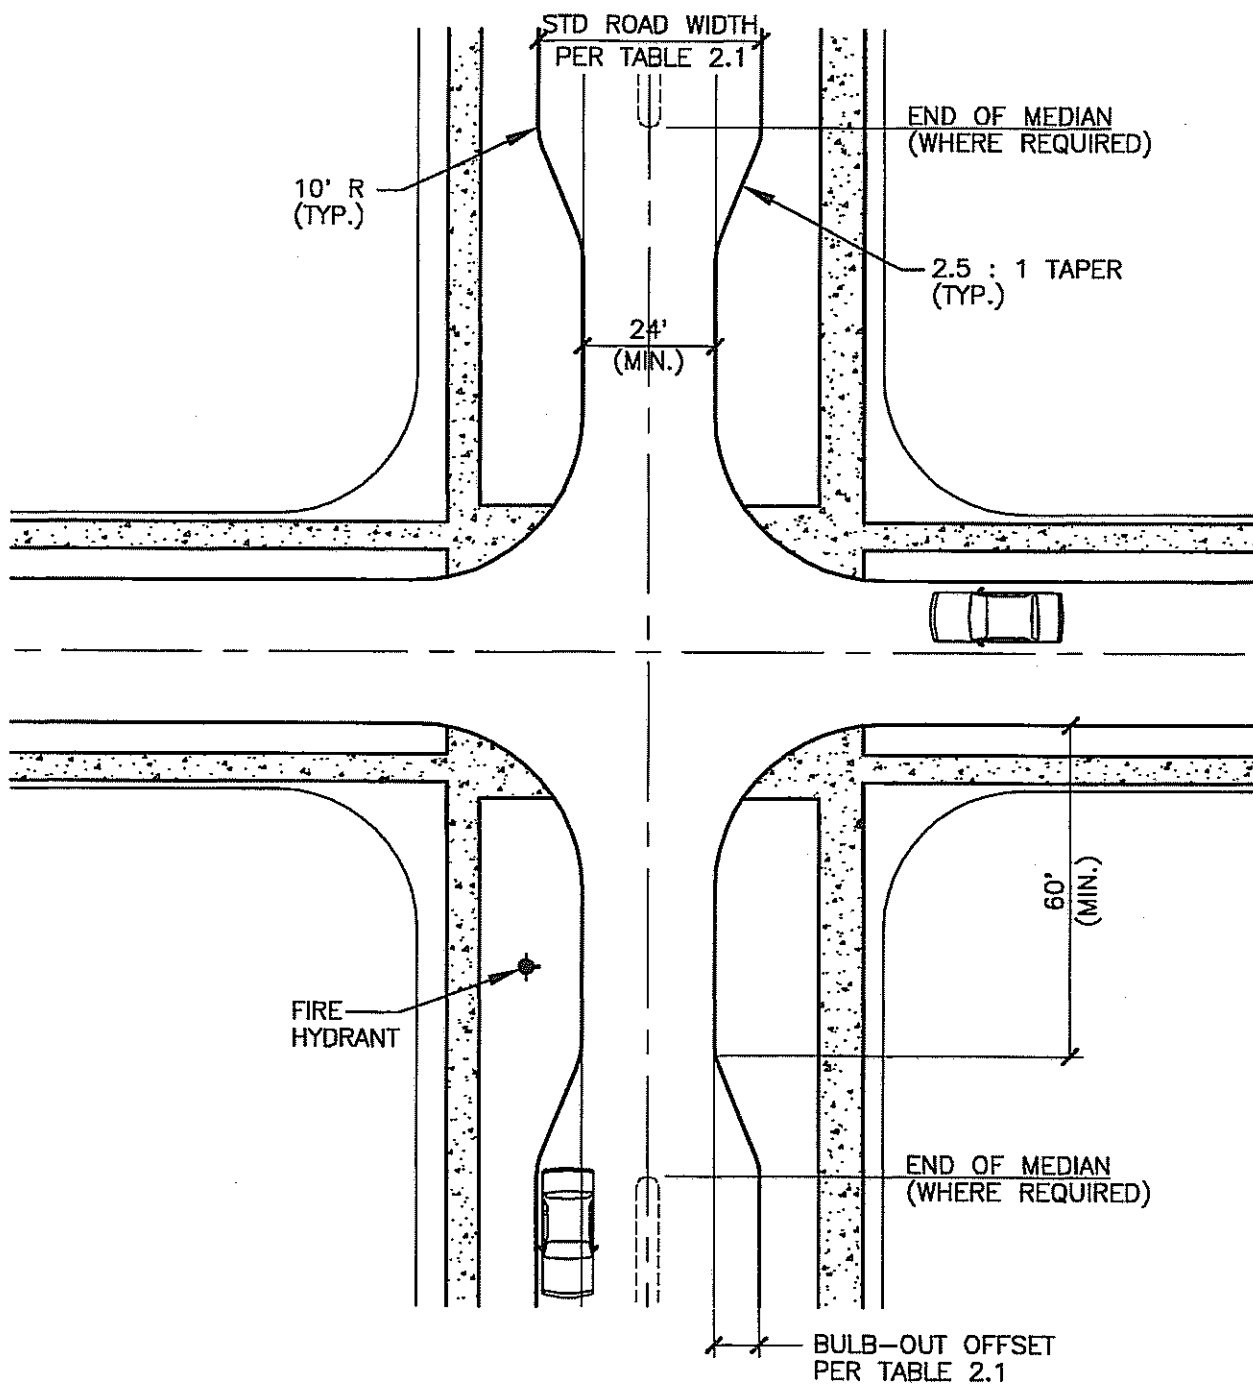 STD ROAD WIDTH
PER TABLE 2.1
END OF MEDIAN
(WHERE REQUIRED)
10' R
(TYP.)
2.5 : 1 TAPER
(TYP.)
24'
(MIN.)
60'
(MIN.)
FIRE
HYDRANT
END OF MEDIAN
(WHERE REQUIRED)
BULB-OUT OFFSET
PER TABLE 2.1